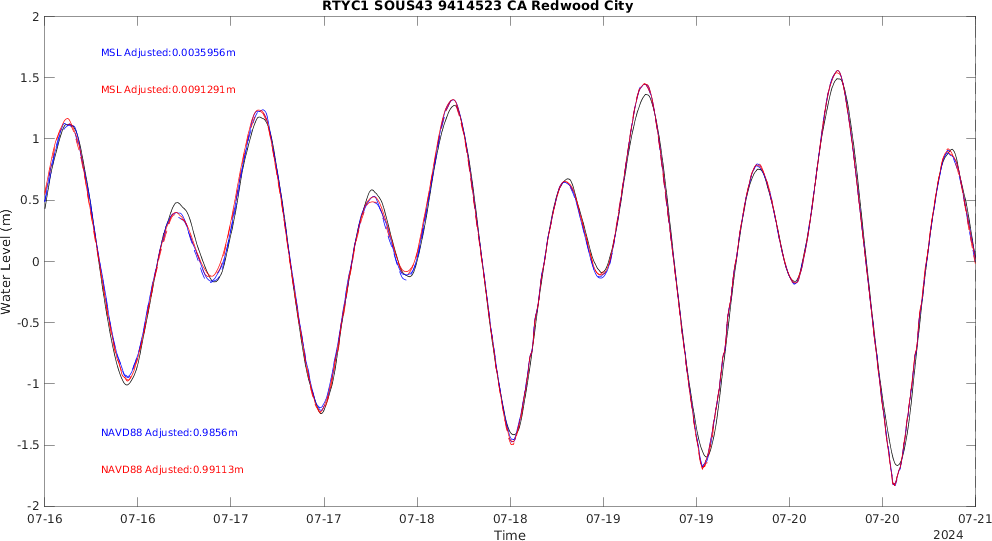 RTYC1 SOUS43 9414523 CA Redwood City
2
MSL Adjusted:0.0035956m
1.5
MSL Adjusted:0.0091291m
1
0.5
Water Level (m)
0
-0.5
-1
NAVD88 Adjusted:0.9856m
-1.5
NAVD88 Adjusted:0.99113m
-2
07-16 07-16 07-17 07-17 07-18 07-18 07-19 07-19 07-20 07-20 07-21
Time
2024